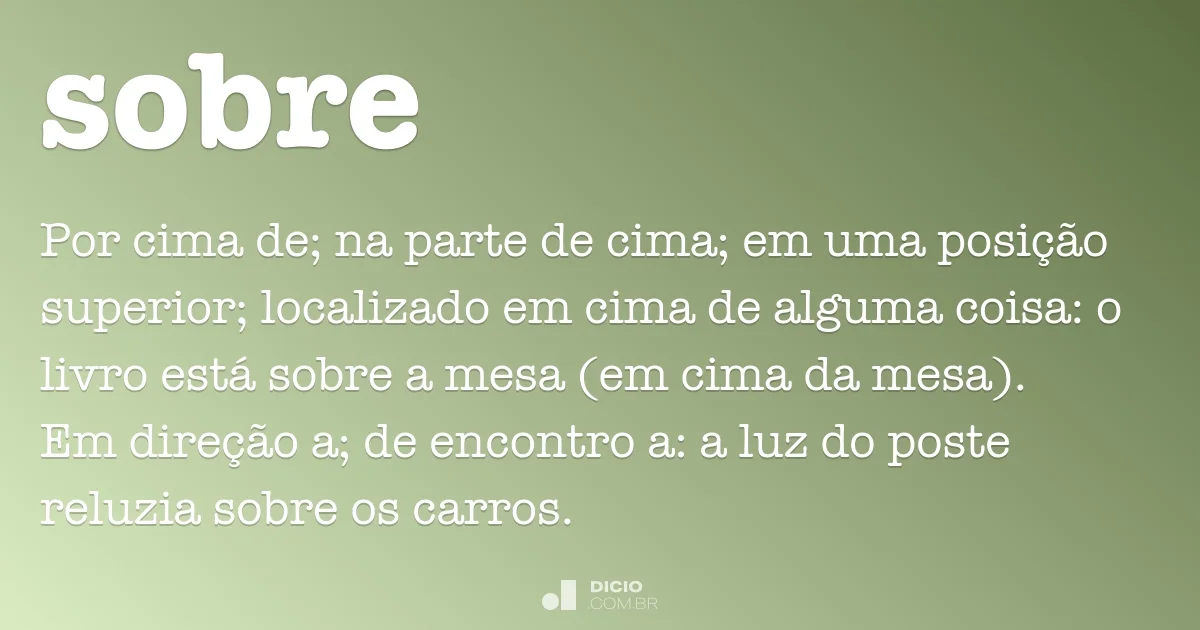 sobre
Por cima de; na parte de cima; em uma posição
superior; localizado em cima de alguma coisa: o
livro está sobre a mesa (em cima da mesa).
Em direção a; de encontro a: a luz do poste
reluzia sobre os carros.
DICIO
.COM.BR